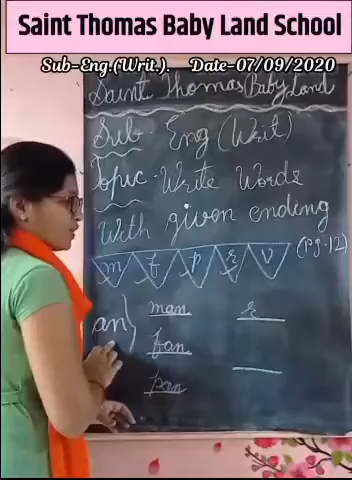 Saint Thomas Baby Land School
Sub-Eng.(Writ.). Date-07/09/2020
Saint Thomas Baby Land
Sub- Eng (Writ)
Topic- Write Words
With given ending
(Pg-12)
m f p r v
an) man r
fan
pan